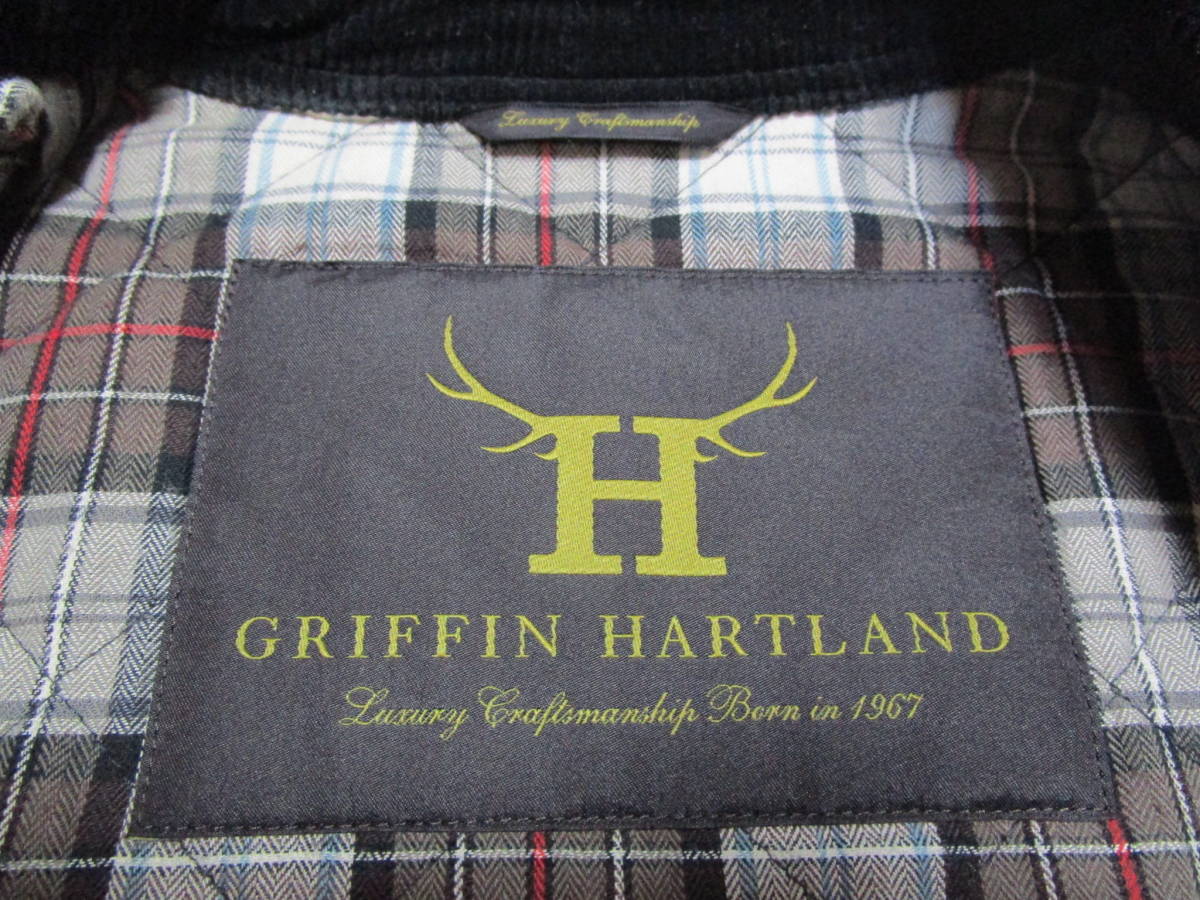 Luxury Craftsmanship
H
GRIFFIN HARTLAND
Luxury Craftsmanship Born in 1967